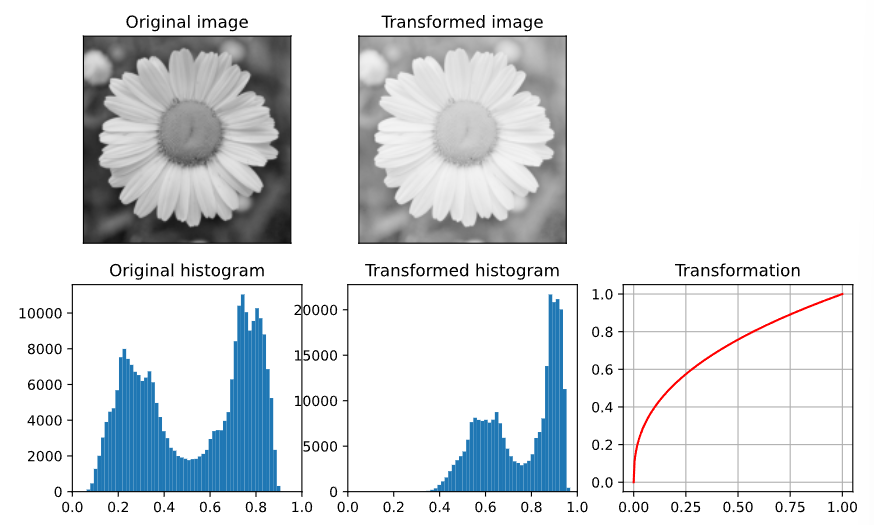 Original image
Transformed image
Original histogram
Transformed histogram
Transformation
10000
8000
6000
4000
2000
0
0.0 0.2 0.4 0.6 0.8 1.0
20000
15000
10000
5000
0
0.0 0.2 0.4 0.6 0.8 1.0
1.0
0.8
0.6
0.4
0.2
0.0
0.00 0.25 0.50 0.75 1.00